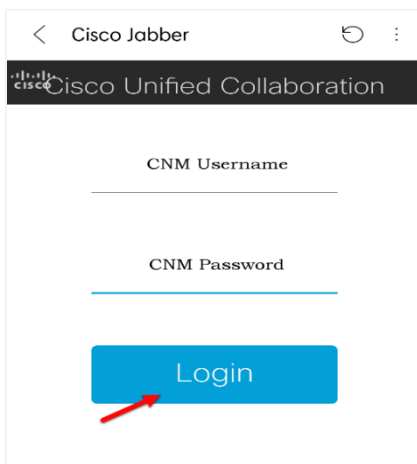 Cisco Jabber
CISCO Cisco Unified Collaboration
CNM Username
CNM Password
Login